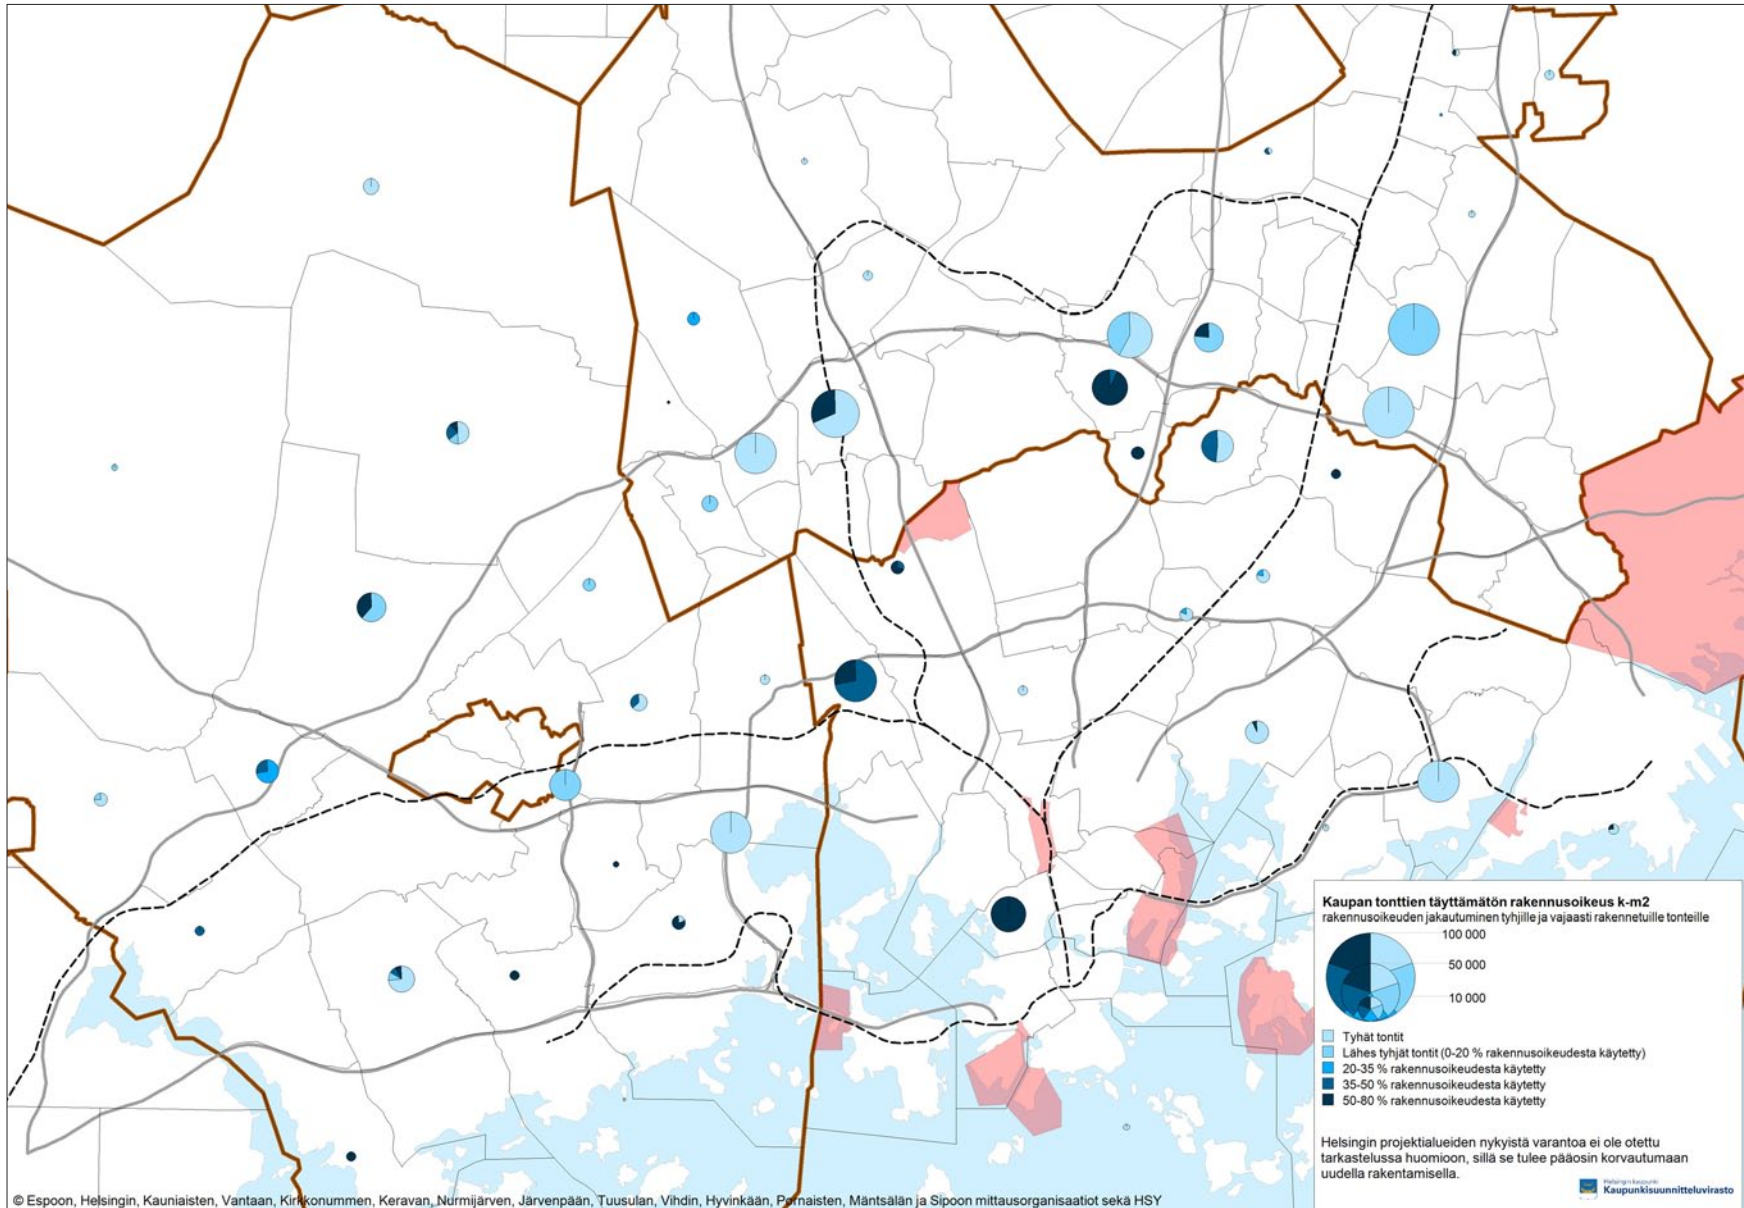 Kaupan tonttien täyttämätön rakennusoikeus k-m2
rakennusoikeuden jakautuminen tyhjille ja vajaasti rakennetuille tonteille
100 000
50 000
10 000
Tyhät tontit
Lähes tyhjät tontit (0-20 % rakennusoikeudesta käytetty)
20-35 % rakennusoikeudesta käytetty
35-50 % rakennusoikeudesta käytetty
50-80 % rakennusoikeudesta käytetty
Helsingin projektialueiden nykyistä varantoa ei ole otettu
tarkastelussa huomioon, sillä se tulee pääosin korvautumaan
uudella rakentamisella.
Helsingin kaupunki
Kaupunkisuunnitteluvirasto
© Espoon, Helsingin, Kauniaisten, Vantaan, Kirkkonummen, Keravan, Nurmijärven, Järvenpään, Tuusulan, Vihdin, Hyvinkään, Pornaisten, Mäntsälän ja Sipoon mittausorganisaatiot sekä HSY